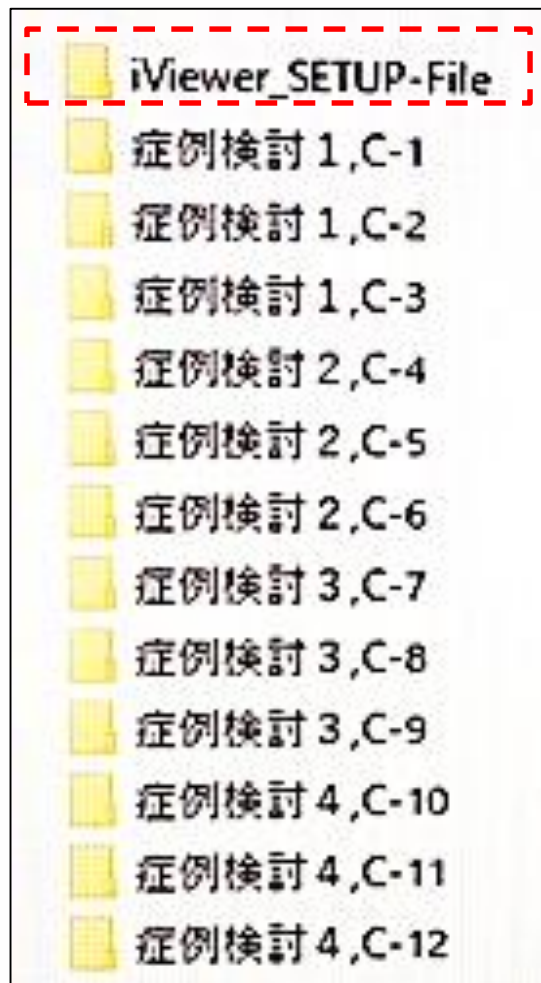 iViewer_SETUP-File
症例検討１,C-1
症例検討１,C-2
症例検討１,C-3
症例検討２,C-4
症例検討２,C-5
症例検討２,C-6
症例検討３,C-7
症例検討３,C-8
症例検討３,C-9
症例検討４,C-10
症例検討４,C-11
症例検討４,C-12